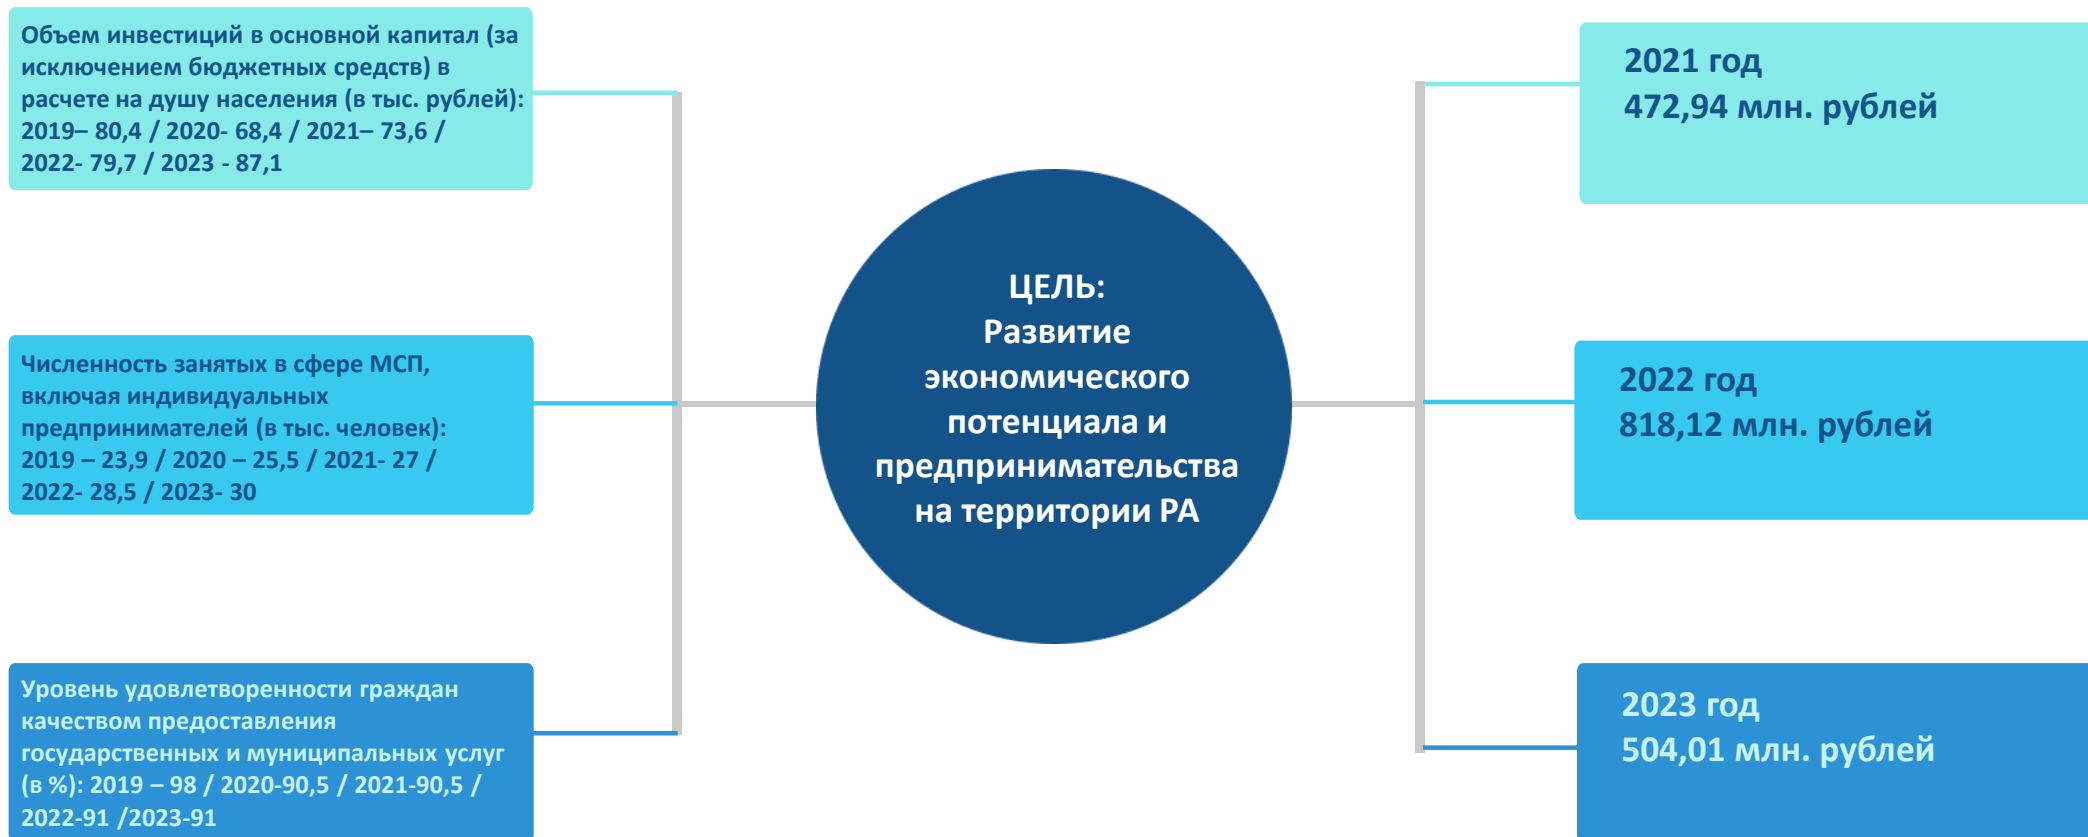 Объем инвестиций в основной капитал (за
исключением бюджетных средств) в
расчете на душу населения (в тыс. рублей):
2019– 80,4 / 2020- 68,4 / 2021– 73,6 /
2022- 79,7 / 2023 - 87,1
Численность занятых в сфере МСП,
включая индивидуальных
предпринимателей (в тыс. человек):
2019 – 23,9 / 2020 – 25,5 / 2021- 27 /
2022- 28,5 / 2023- 30
Уровень удовлетворенности граждан
качеством предоставления
государственных и муниципальных услуг
(в %): 2019 – 98 / 2020-90,5 / 2021-90,5 /
2022-91 /2023-91
ЦЕЛЬ:
Развитие
экономического
потенциала и
предпринимательства
на территории РА
2021 год
472,94 млн. рублей
2022 год
818,12 млн. рублей
2023 год
504,01 млн. рублей